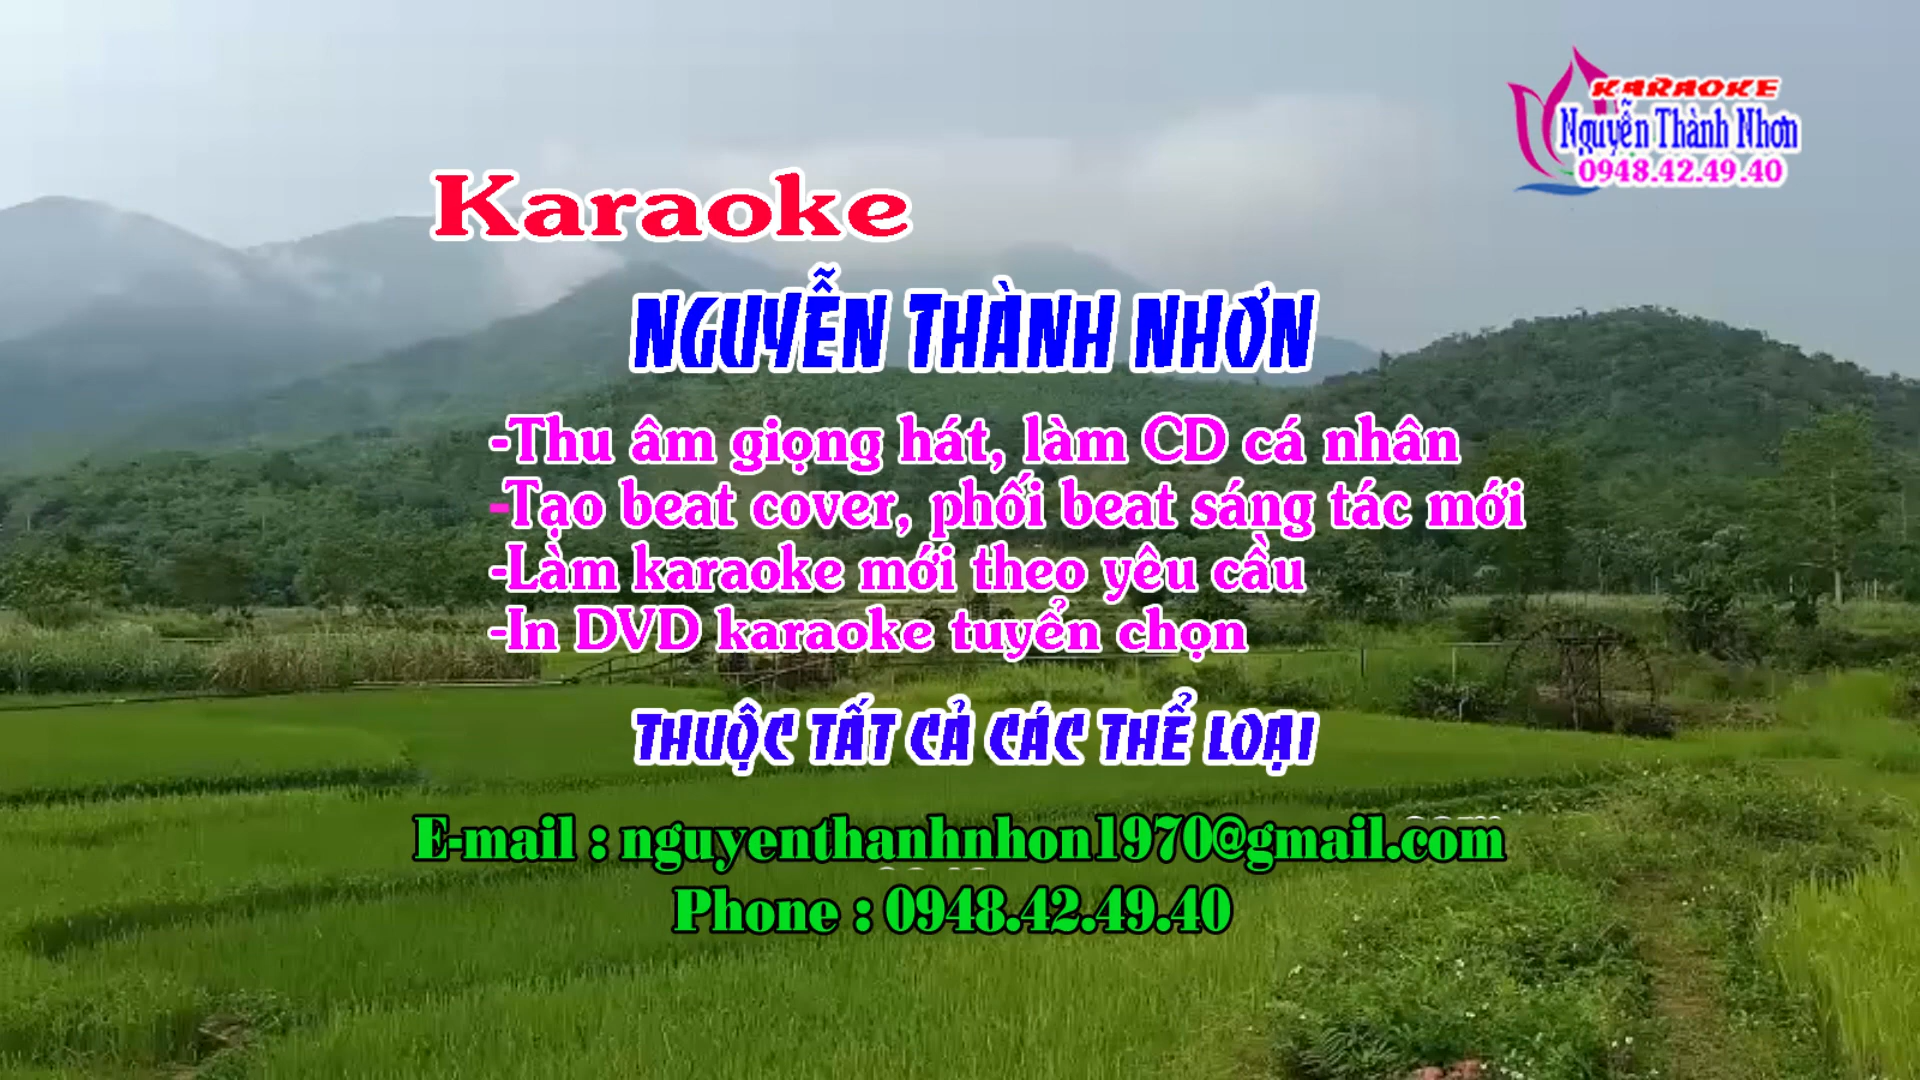 KARAOKE
Nguyễn Thành Nhơn
0948.42.49.40
Karaoke
NGUYỄN THÀNH NHƠN
-Thu âm giọng hát, làm CD cá nhân
-Tạo beat cover, phối beat sáng tác mới
-Làm karaoke mới theo yêu cầu
-In DVD karaoke tuyển chọn
THUỘC TẤT CẢ CÁC THỂ LOẠI
E-mail : nguyenthanhnhon1970@gmail.com
Phone : 0948.42.49.40